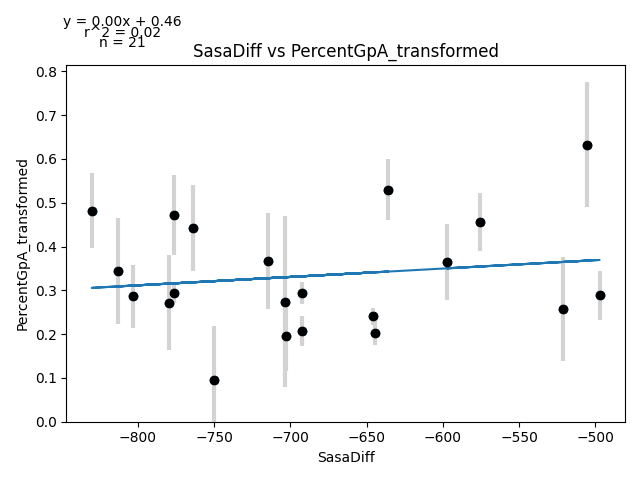 y = 0.00x + 0.46
r^2 = 0.02
n = 21
SasaDiff vs PercentGpA_transformed
PercentGpA_transformed
0.8
0.7
0.6
0.5
0.4
0.3
0.2
0.1
0.0
−800
−750
−700
−650
−600
−550
−500
SasaDiff